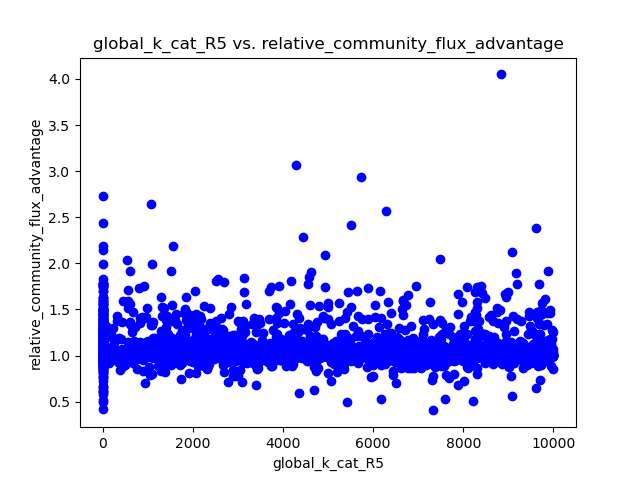 global_k_cat_R5 vs. relative_community_flux_advantage
relative_community_flux_advantage
4.0
3.5
3.0
2.5
2.0
1.5
1.0
0.5
0 2000 4000 6000 8000 10000
global_k_cat_R5